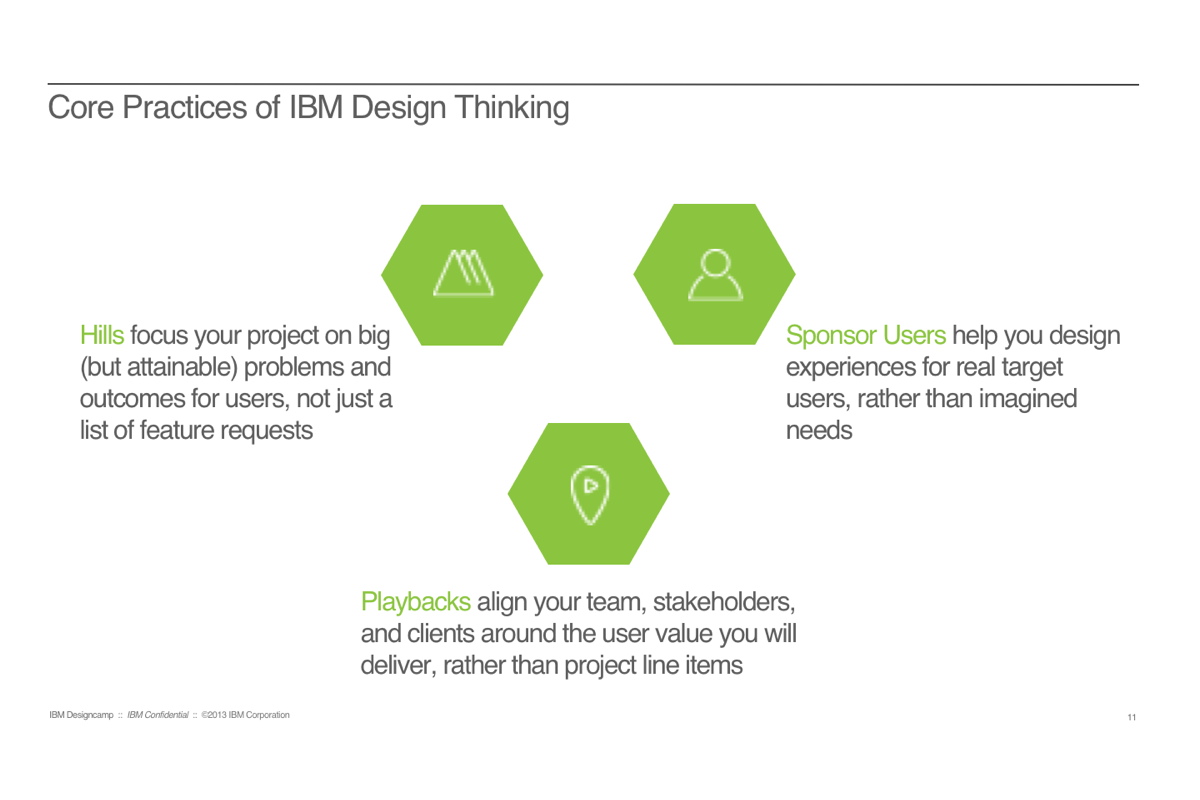 Core Practices of IBM Design Thinking
Hills focus your project on big
(but attainable) problems and
outcomes for users, not just a
list of feature requests
Sponsor Users help you design
experiences for real target
users, rather than imagined
needs
Playbacks align your team, stakeholders,
and clients around the user value you will
deliver, rather than project line items
IBM Designcamp :: IBM Confidential :: ©2013 IBM Corporation
11